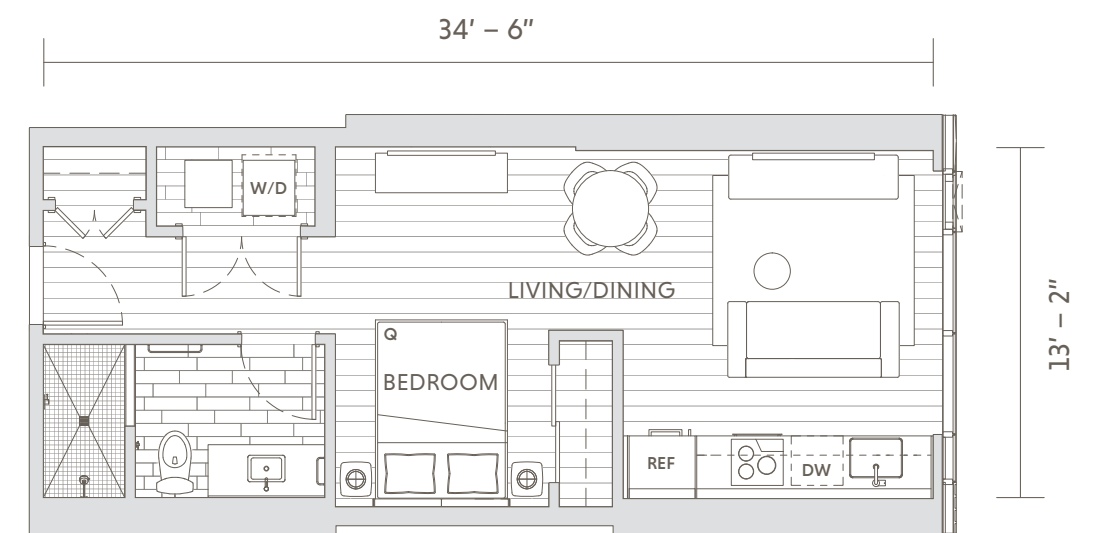 34′ – 6″
W/D
LIVING/DINING
13′ – 2″
Q
BEDROOM
REF
DW